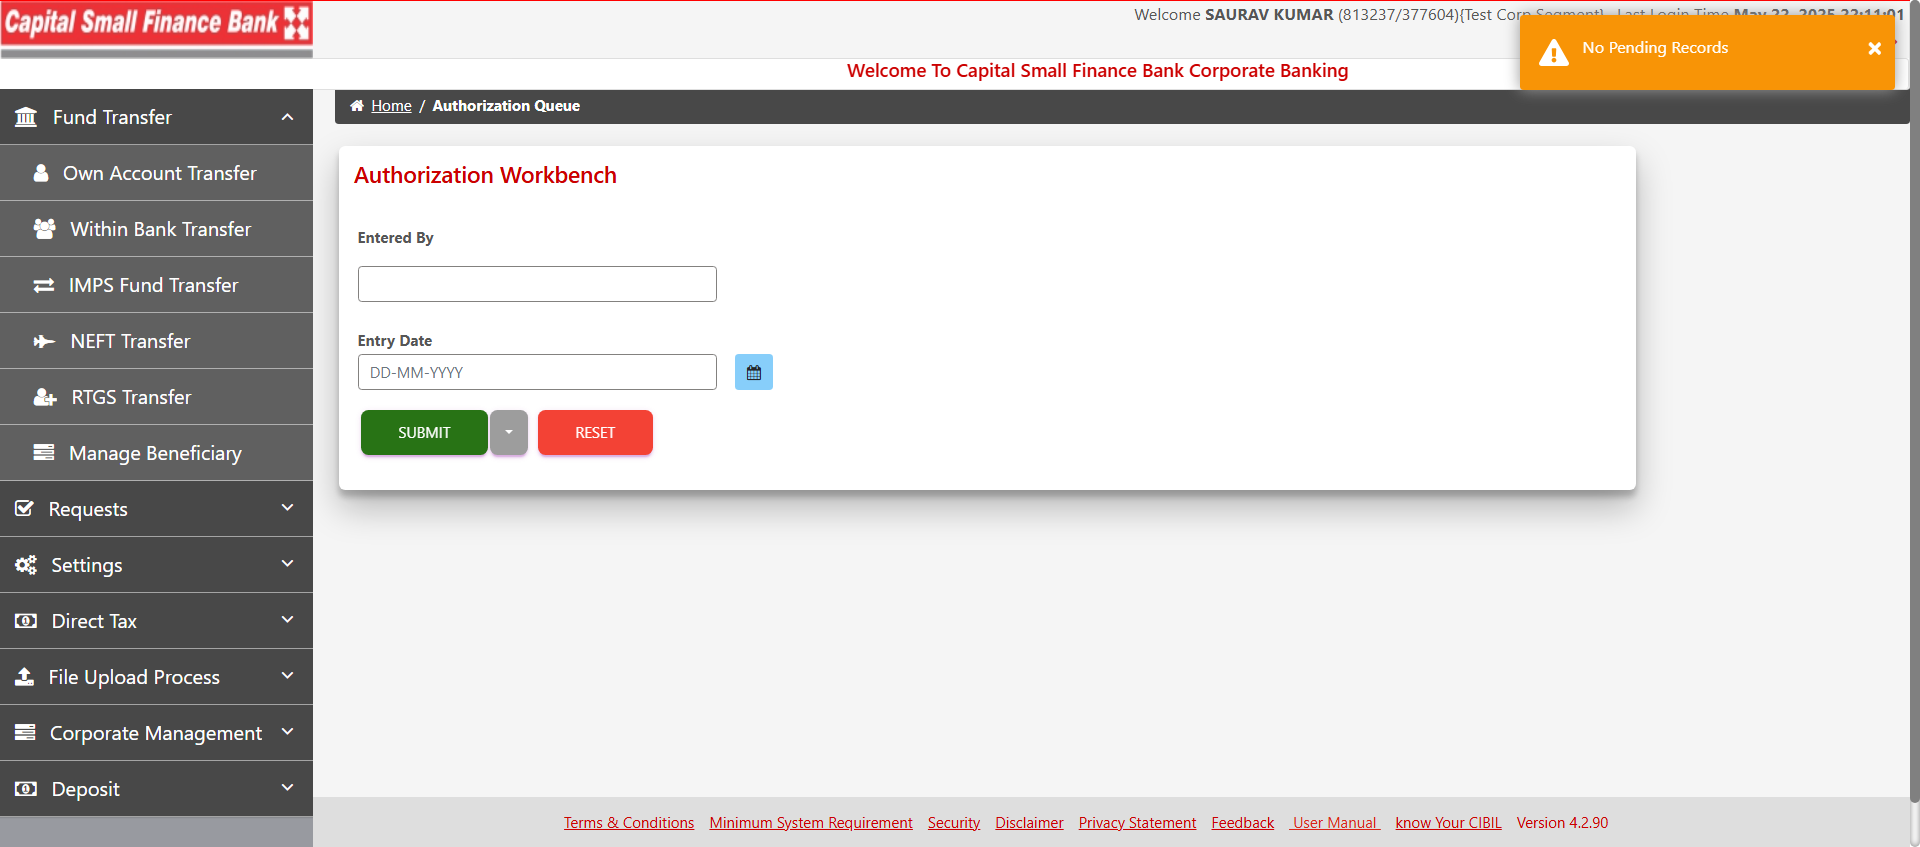 Capital Small Finance Bank
Welcome SAURAV KUMAR (813237/377604){Test Corp Segment} Last Login Time May 22, 2025 22:11:01
No Pending Records
Welcome To Capital Small Finance Bank Corporate Banking
Home / Authorization Queue
Fund Transfer
Own Account Transfer
Within Bank Transfer
IMPS Fund Transfer
NEFT Transfer
RTGS Transfer
Manage Beneficiary
Requests
Settings
Direct Tax
File Upload Process
Corporate Management
Deposit
Authorization Workbench
Entered By
Entry Date
DD-MM-YYYY
SUBMIT RESET
Terms & Conditions Minimum System Requirement Security Disclaimer Privacy Statement Feedback User Manual know Your CIBIL Version 4.2.90